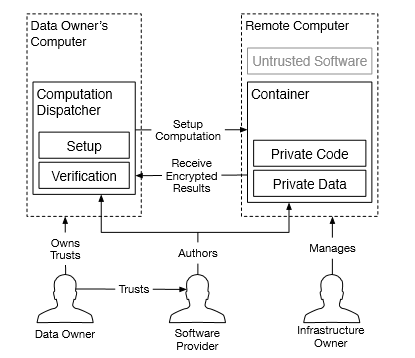 Data Owner's
Computer
Remote Computer
Untrusted Software
Computation
Dispatcher
Setup
Verification
Container
Private Code
Private Data
Setup
Computation
Receive
Encrypted
Results
Owns
Trusts
Authors
Manages
Trusts
Data Owner
Software
Provider
Infrastructure
Owner